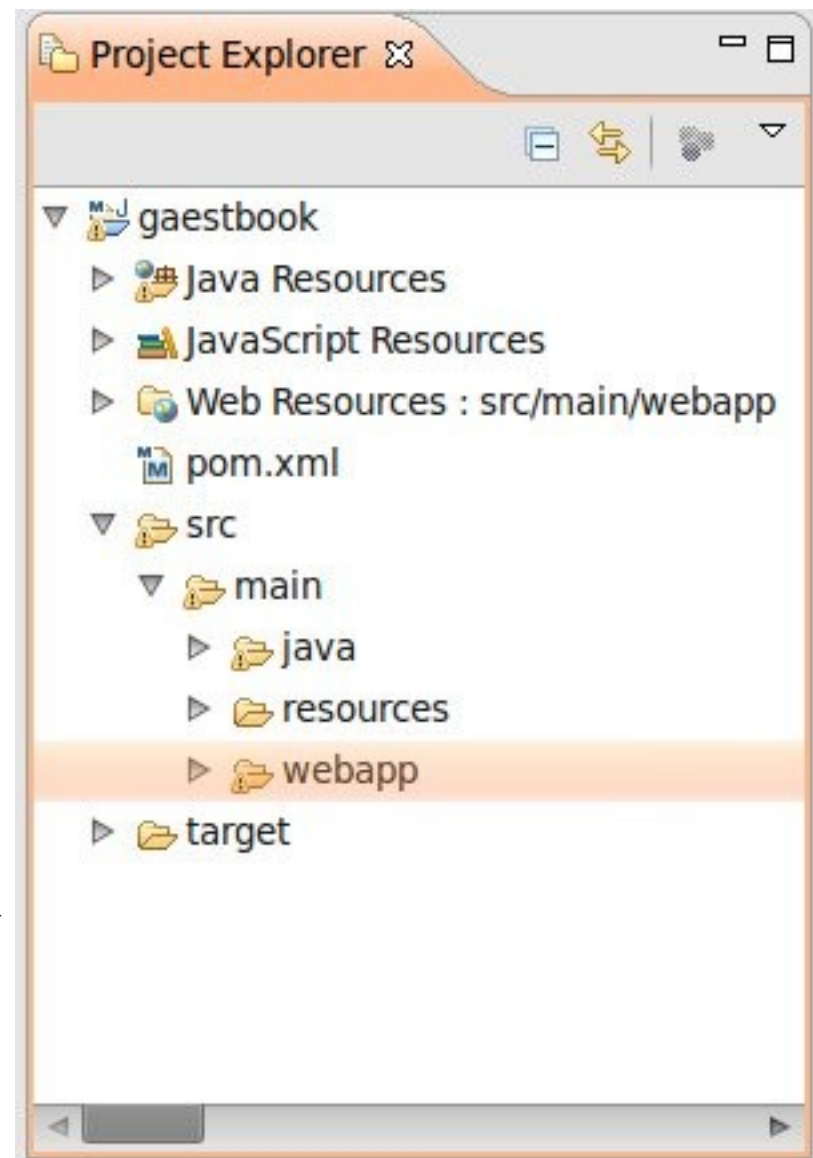 Project Explorer
gaestbook
Java Resources
JavaScript Resources
Web Resources : src/main/webapp
pom.xml
src
main
java
resources
webapp
target